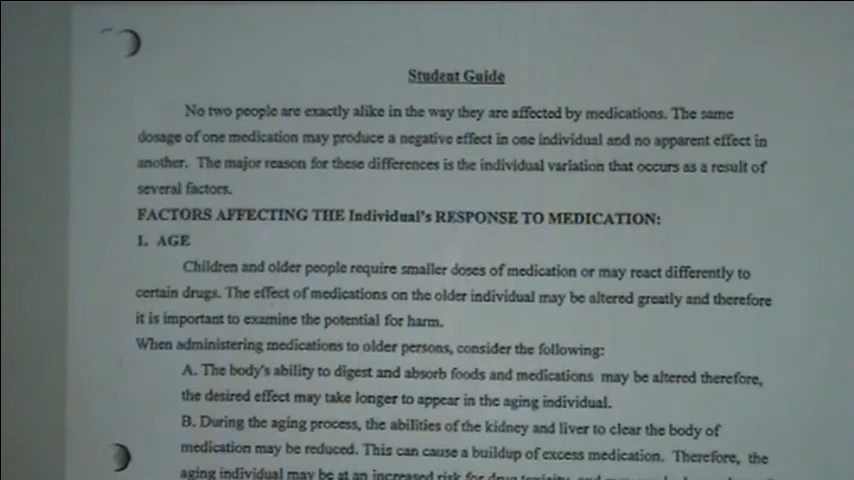 Student Guide
No two people are exactly alike in the way they are affected by medications. The same
dosage of one medication may produce a negative effect in one individual and no apparent effect in
another. The major reason for these differences is the individual variation that occurs as a result of
several factors.
FACTORS AFFECTING THE Individual's RESPONSE TO MEDICATION:
1. AGE
Children and older people require smaller doses of medication or may react differently to
certain drugs. The effect of medications on the older individual may be altered greatly and therefore
it is important to examine the potential for harm.
When administering medications to older persons, consider the following:
A. The body's ability to digest and absorb foods and medications may be altered therefore,
the desired effect may take longer to appear in the aging individual.
B. During the aging process, the abilities of the kidney and liver to clear the body of
medication may be reduced. This can cause a buildup of excess medication. Therefore, the
aging individual may be at an increased risk for drug toxicity, and may